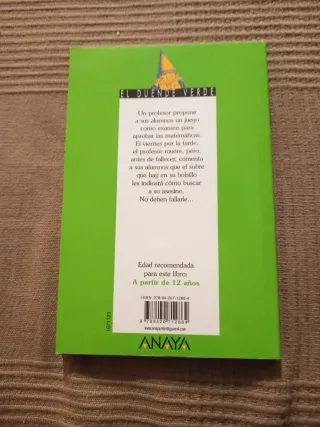 EL DUENDE VERDE
Un profesor propone
a sus alumnos un juego
como examen para
aprobar las matemáticas.
El viernes por la tarde,
el profesor muere, pero,
antes de fallecer, comenta
a sus alumnos que el sobre
que hay en su bolsillo
les indicará cómo buscar
a su asesino.
No deben fallarle...
Edad recomendada
para este libro:
A partir de 12 años
www.anayainfantilyjuvenil.com
ANAYA